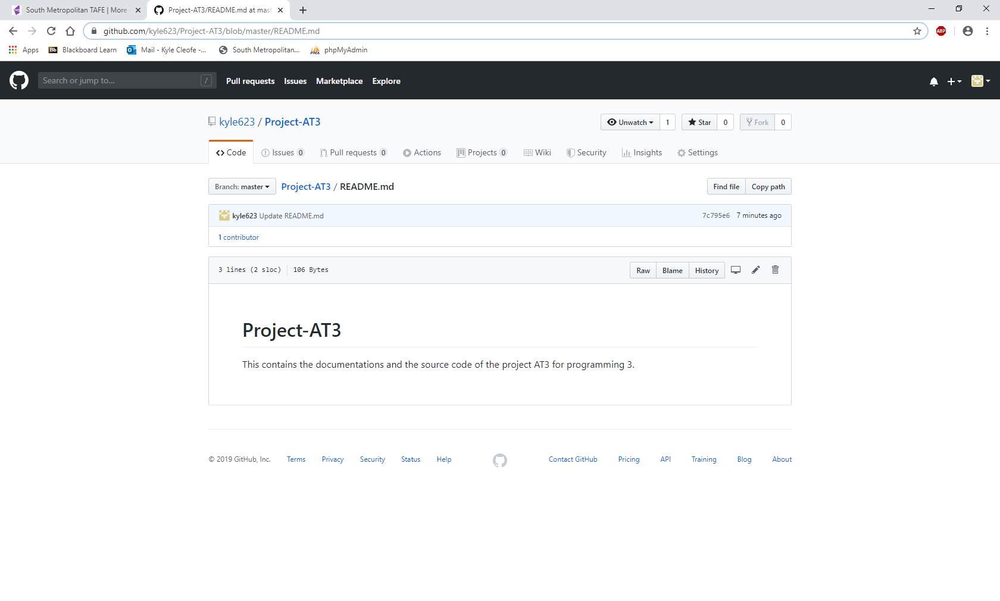 South Metropolitan TAFE | More
Project-AT3/README.md at mast
github.com/kyle623/Project-AT3/blob/master/README.md
ABP
Apps
Bb Blackboard Learn
Mail - Kyle Cleofe -...
South Metropolitan...
PMA phpMyAdmin
Search or jump to... /
Pull requests Issues Marketplace Explore
kyle623 / Project-AT3
Unwatch 1 Star 0 Fork 0
Code Issues 0 Pull requests 0 Actions Projects 0 Wiki Security Insights Settings
Branch: master Project-AT3 / README.md Find file Copy path
kyle623 Update README.md 7c795e6 7 minutes ago
1 contributor
3 lines (2 sloc) 106 Bytes Raw Blame History
Project-AT3
This contains the documentations and the source code of the project AT3 for programming 3.
© 2019 GitHub, Inc. Terms Privacy Security Status Help Contact GitHub Pricing API Training Blog About